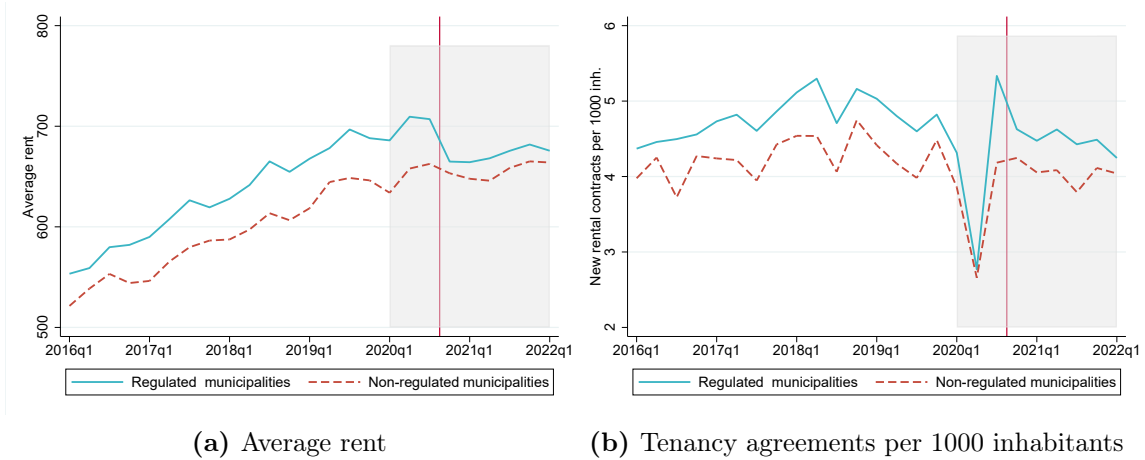 800
700
600
500
Average rent
2016q1 2017q1 2018q1 2019q1 2020q1 2021q1 2022q1
Regulated municipalities Non-regulated municipalities
(a) Average rent
6
5
4
3
2
New rental contracts per 1000 inh.
2016q1 2017q1 2018q1 2019q1 2020q1 2021q1 2022q1
Regulated municipalities Non-regulated municipalities
(b) Tenancy agreements per 1000 inhabitants